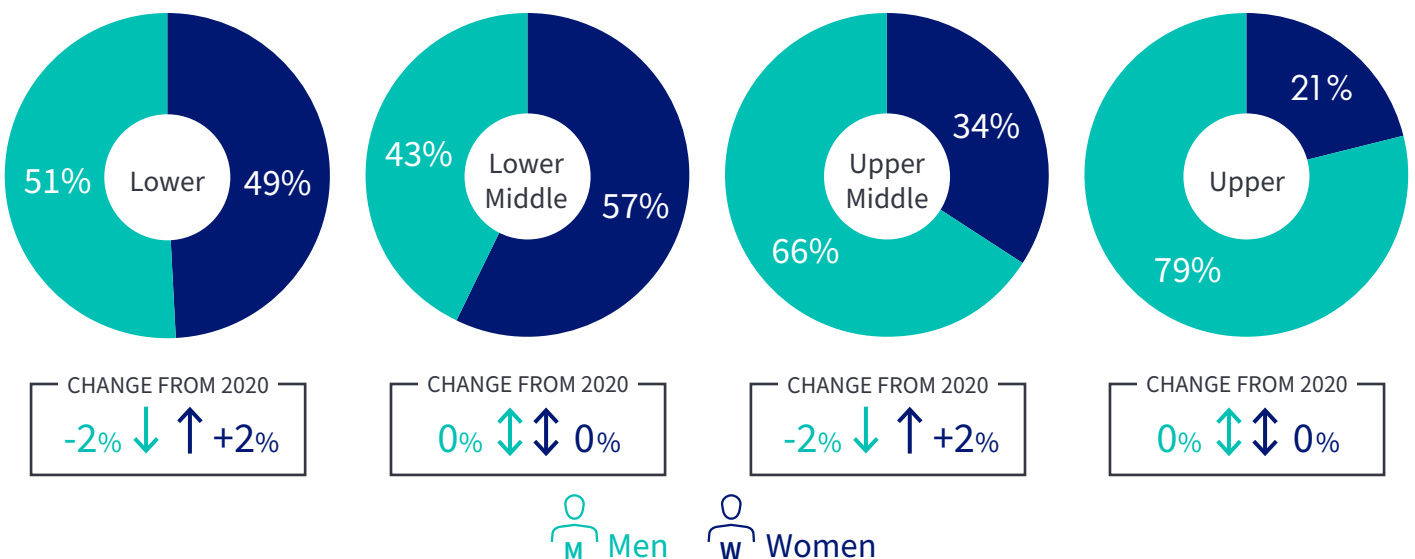 51%
Lower
49%
43%
Lower
Middle
57%
34%
Upper
Middle
66%
21%
Upper
79%
CHANGE FROM 2020
-2% +2%
CHANGE FROM 2020
0% 0%
CHANGE FROM 2020
-2% +2%
CHANGE FROM 2020
0% 0%
M Men
W Women